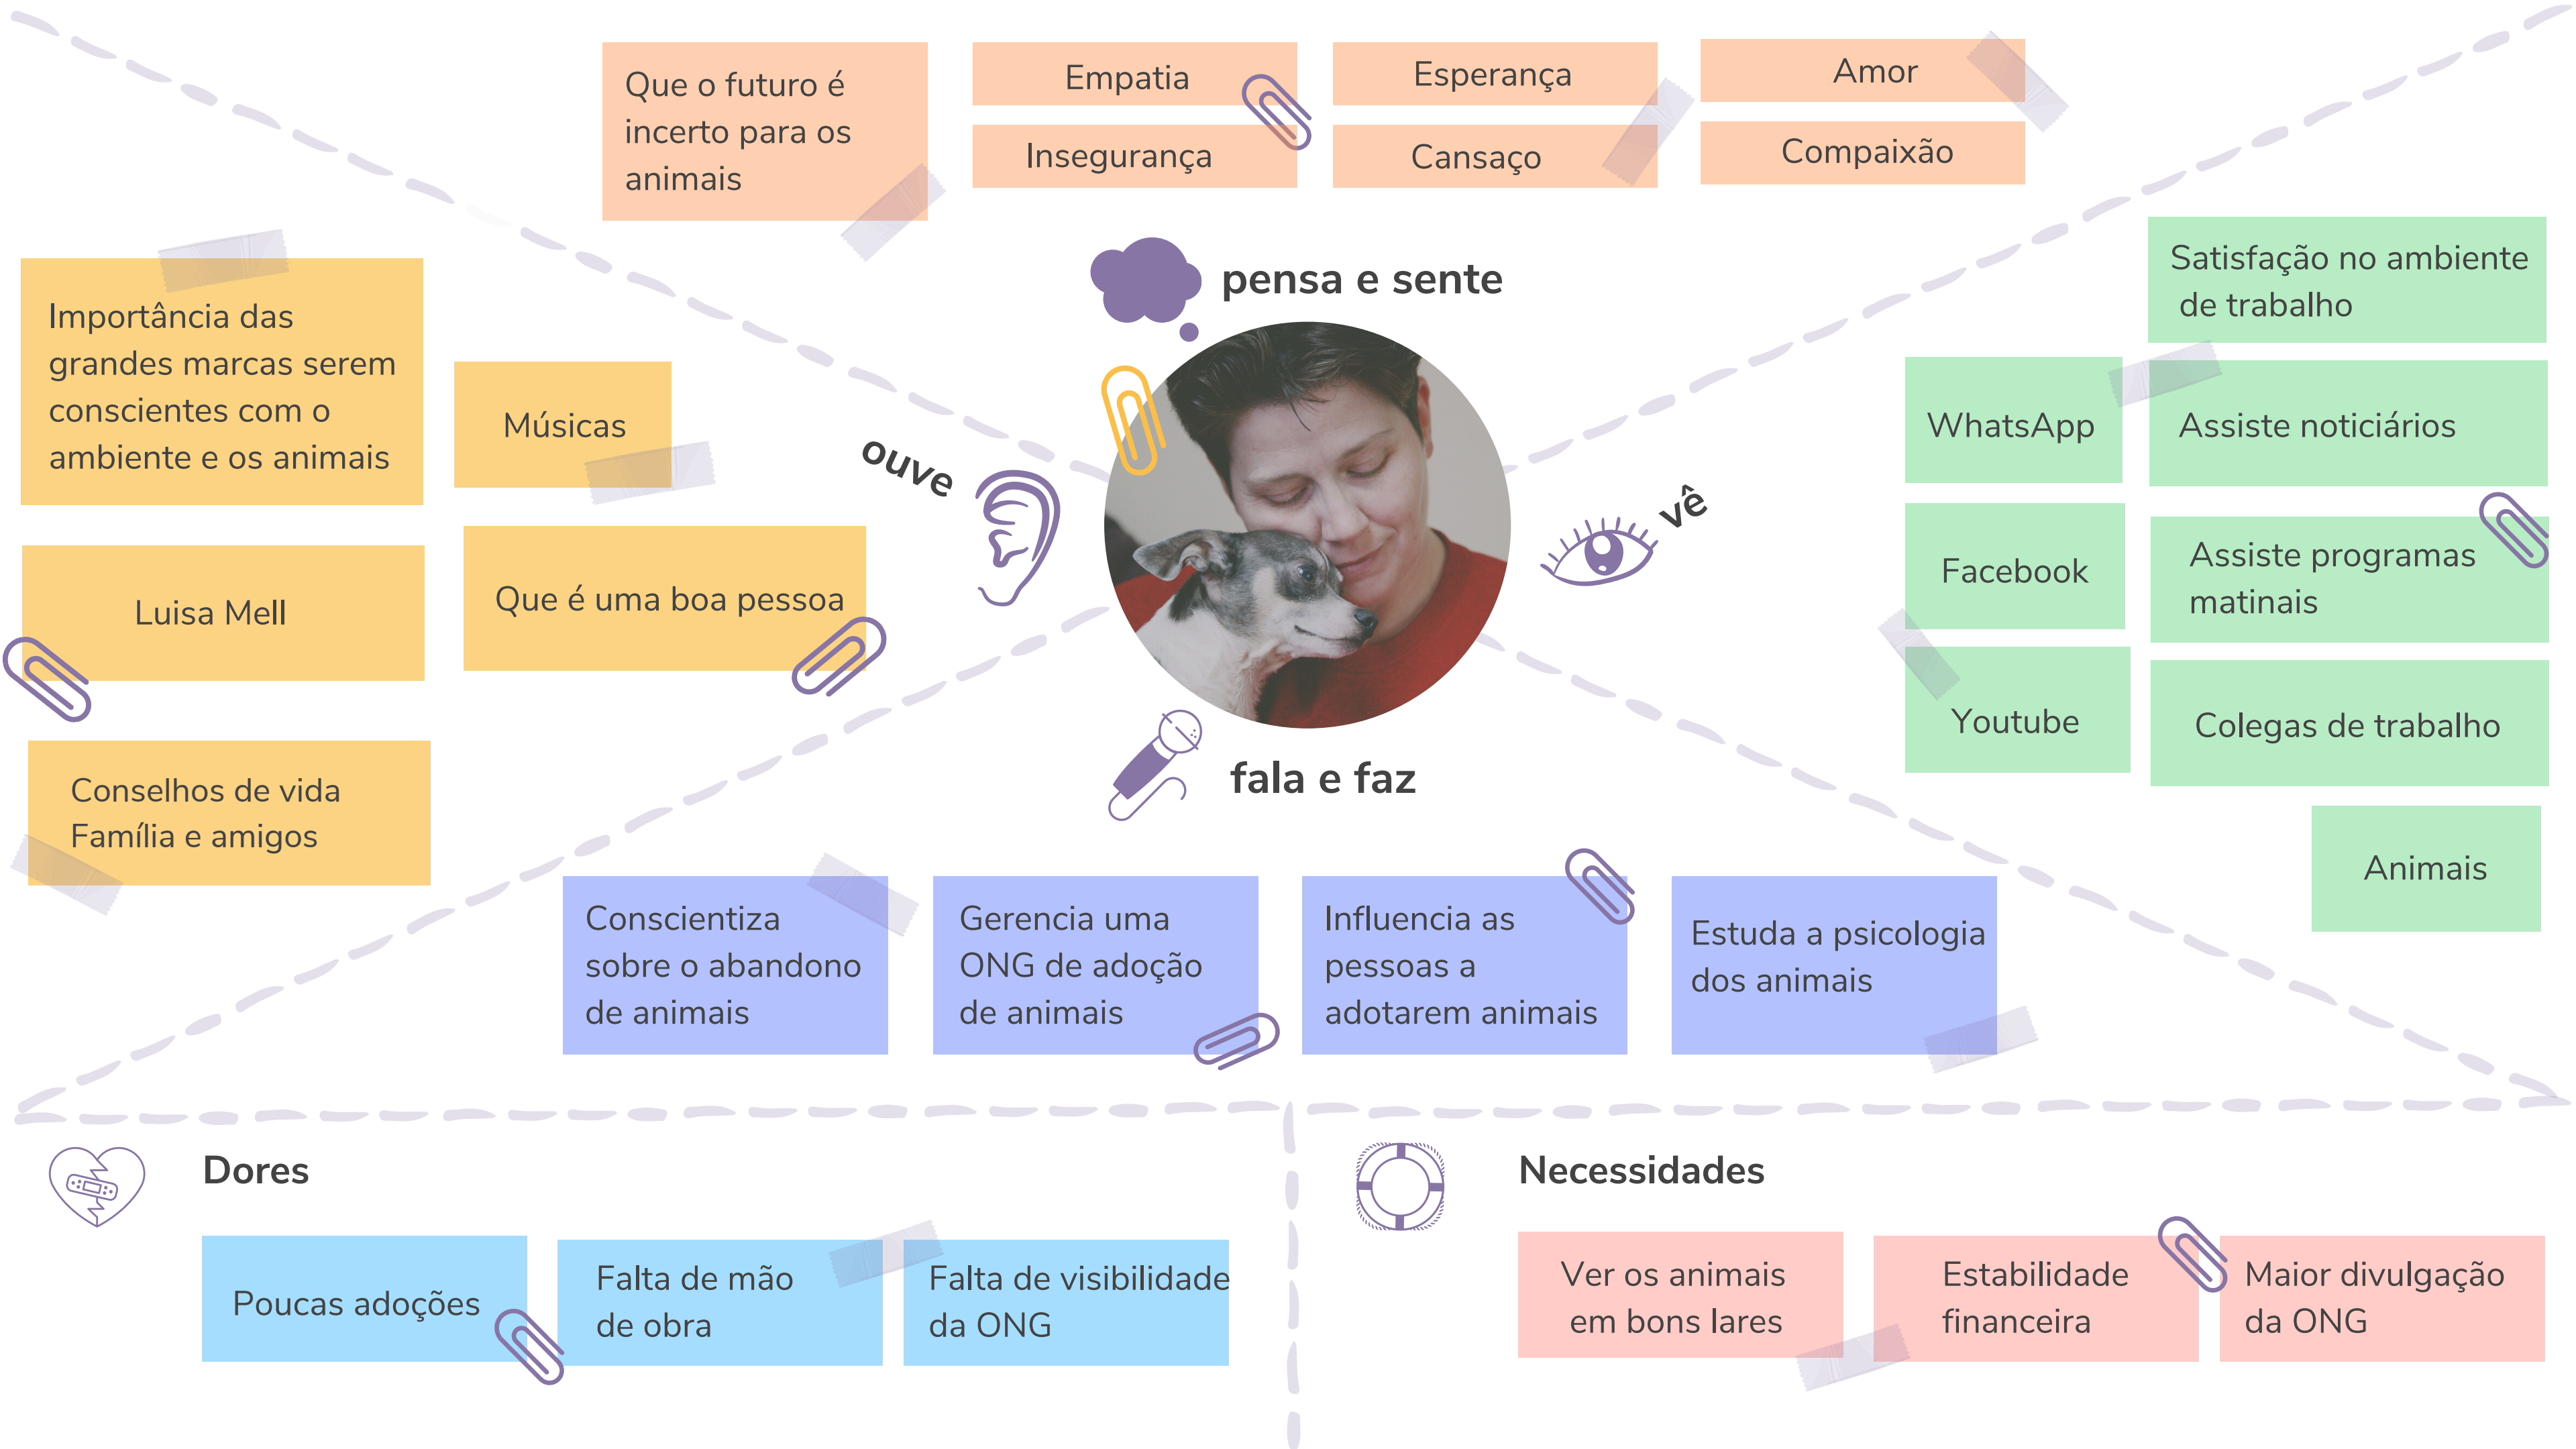 Que o futuro é
incerto para os
animais
Empatia
Esperança
Amor
Insegurança
Cansaço
Compaixão
pensa e sente
Importância das
grandes marcas serem
conscientes com o
ambiente e os animais
Músicas
Luisa Mell
Que é uma boa pessoa
Conselhos de vida
Família e amigos
ouve
vê
Satisfação no ambiente
de trabalho
WhatsApp
Assiste noticiários
Facebook
Assiste programas
matinais
Youtube
Colegas de trabalho
Animais
fala e faz
Conscientiza
sobre o abandono
de animais
Gerencia uma
ONG de adoção
de animais
Influencia as
pessoas a
adotarem animais
Estuda a psicologia
dos animais
Dores
Poucas adoções
Falta de mão
de obra
Falta de visibilidade
da ONG
Necessidades
Ver os animais
em bons lares
Estabilidade
financeira
Maior divulgação
da ONG